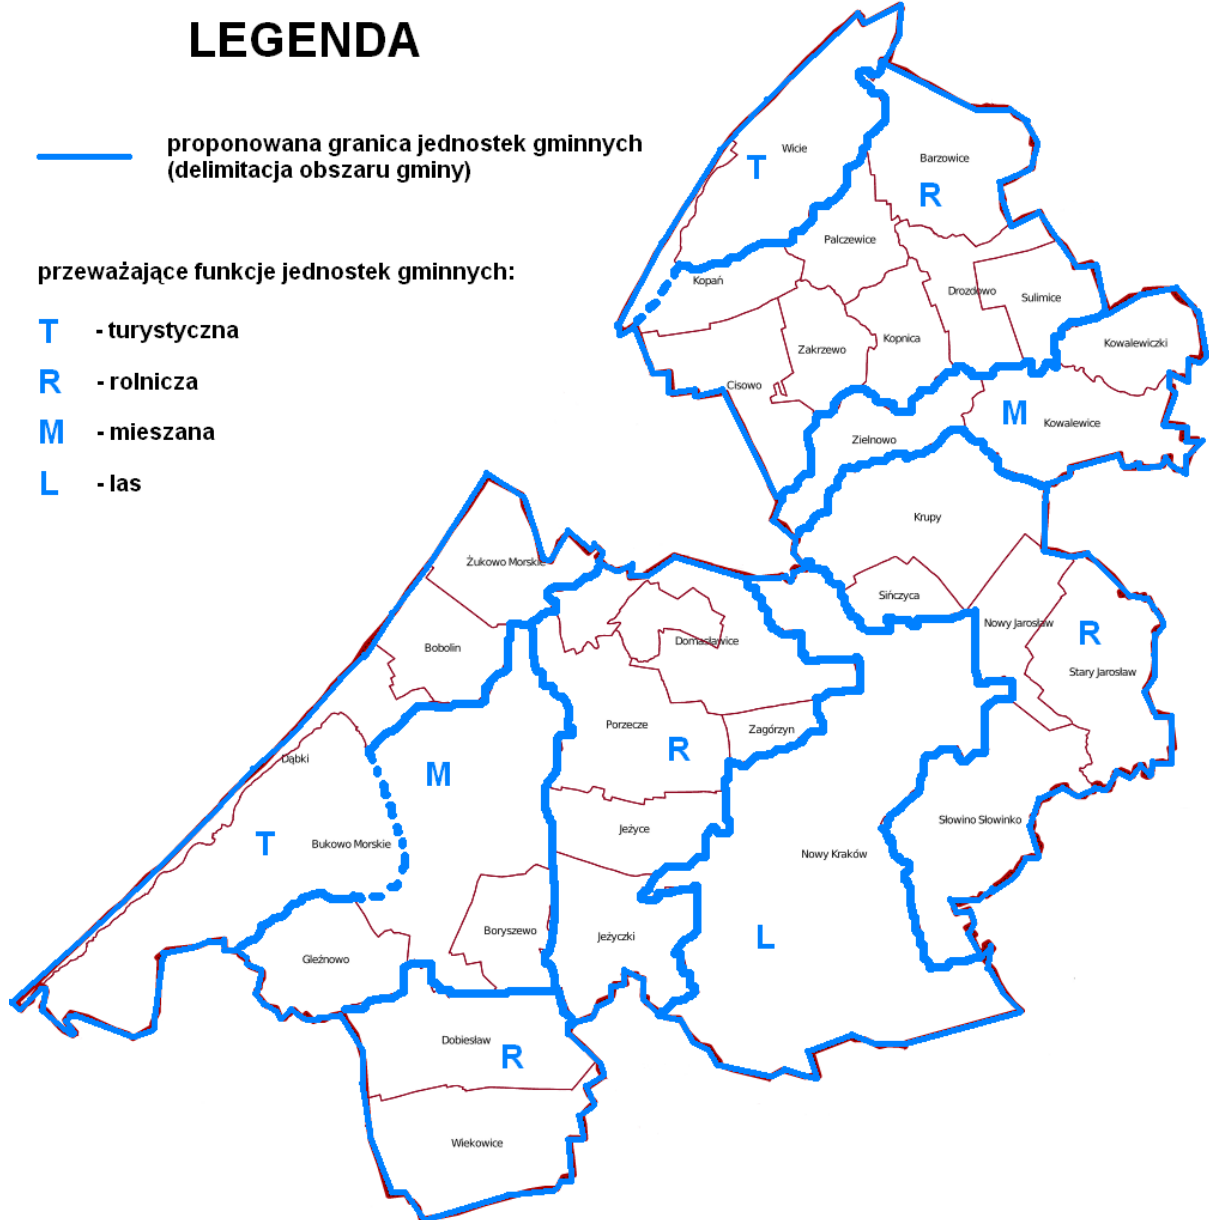 LEGENDA
proponowana granica jednostek gminnych
(delimitacja obszaru gminy)
przeważające funkcje jednostek gminnych:
T - turystyczna
R - rolnicza
M - mieszana
L - las
Wicie
T
Barzowice
R
Palczewice
Kopań
Drozdowo
Sulimice
Zakrzewo
Kopnica
Kowalewiczki
Cisowo
M
Kowalewice
Zielnowo
Krupy
Żukowo Morskie
Sińczyca
Nowy Jarosław
R
Bobolin
Domasławice
Stary Jarosław
Porzecze
Zagórzyn
R
Dąbki
M
Słowino Słowinko
Jeżyce
T
Bukowo Morskie
Nowy Kraków
Boryszewo
Jeżyczki
L
Gleźnowo
Dobiesław
R
Wiekowice